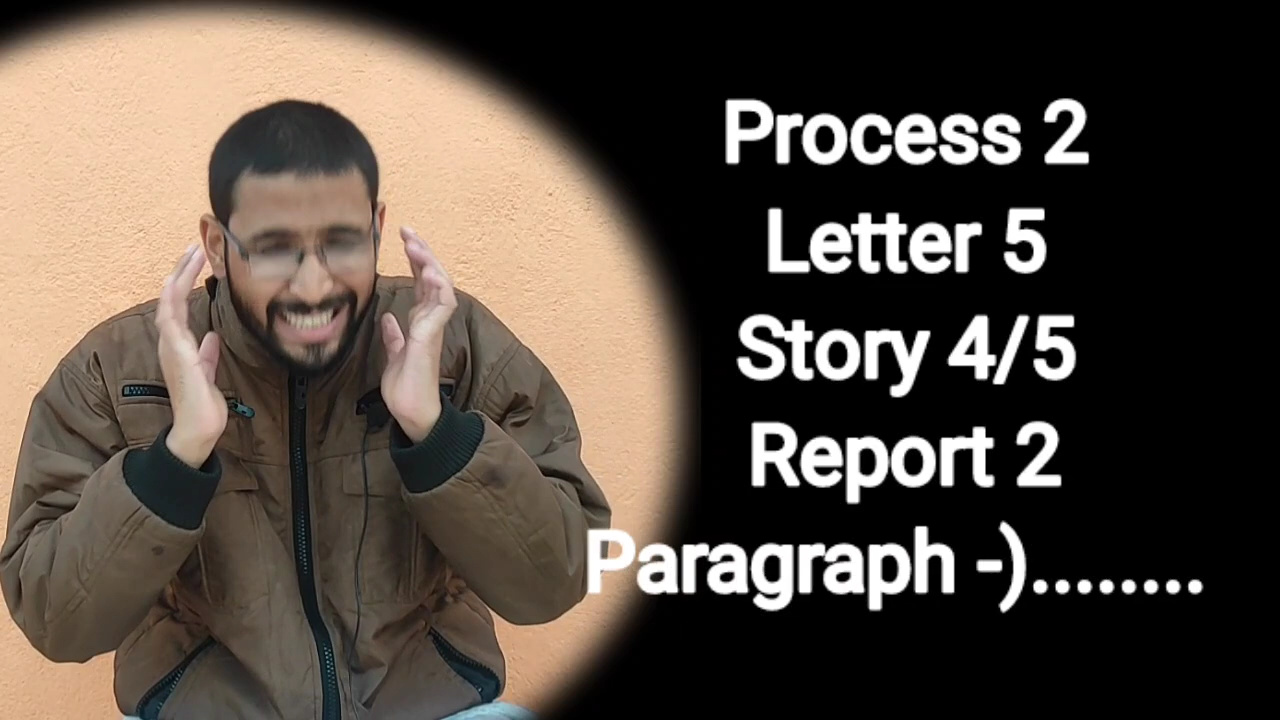 Process 2
Letter 5
Story 4/5
Report 2
Paragraph -)........